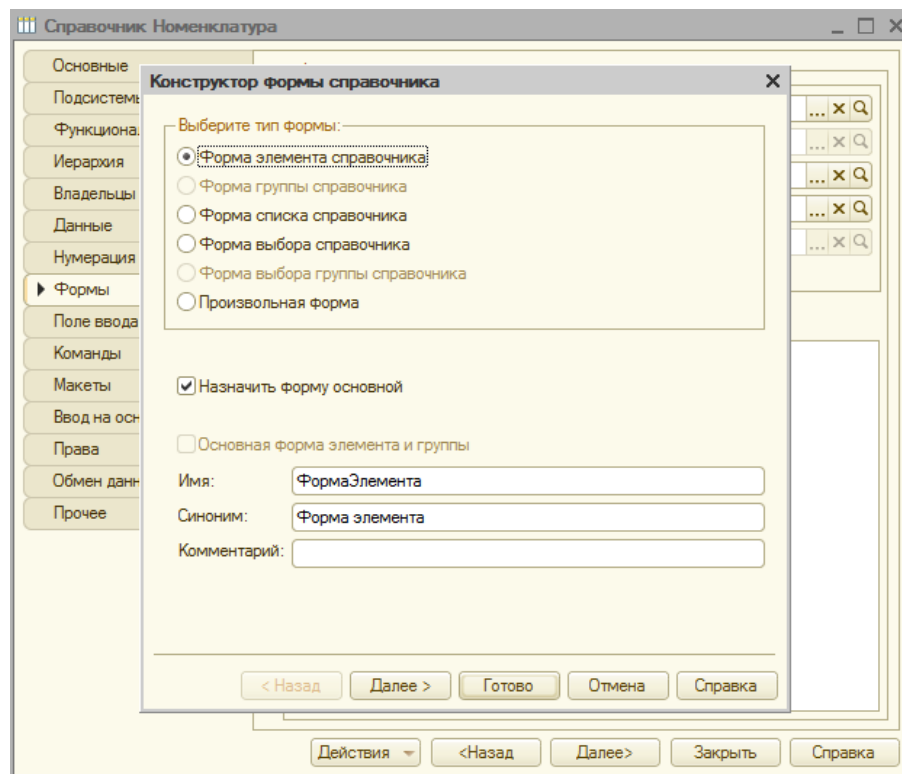 Справочник Номенклатура
Основные
Подсистемы
Функционал
Иерархия
Владельцы
Данные
Нумерация
Формы
Поле ввода
Команды
Макеты
Ввод на осн
Права
Обмен данн
Прочее
Конструктор формы справочника
Выберите тип формы:
Форма элемента справочника
Форма группы справочника
Форма списка справочника
Форма выбора справочника
Форма выбора группы справочника
Произвольная форма
Назначить форму основной
Основная форма элемента и группы
Имя: ФормаЭлемента
Синоним: Форма элемента
Комментарий:
< Назад Далее > Готово Отмена Справка
Действия <Назад Далее> Закрыть Справка